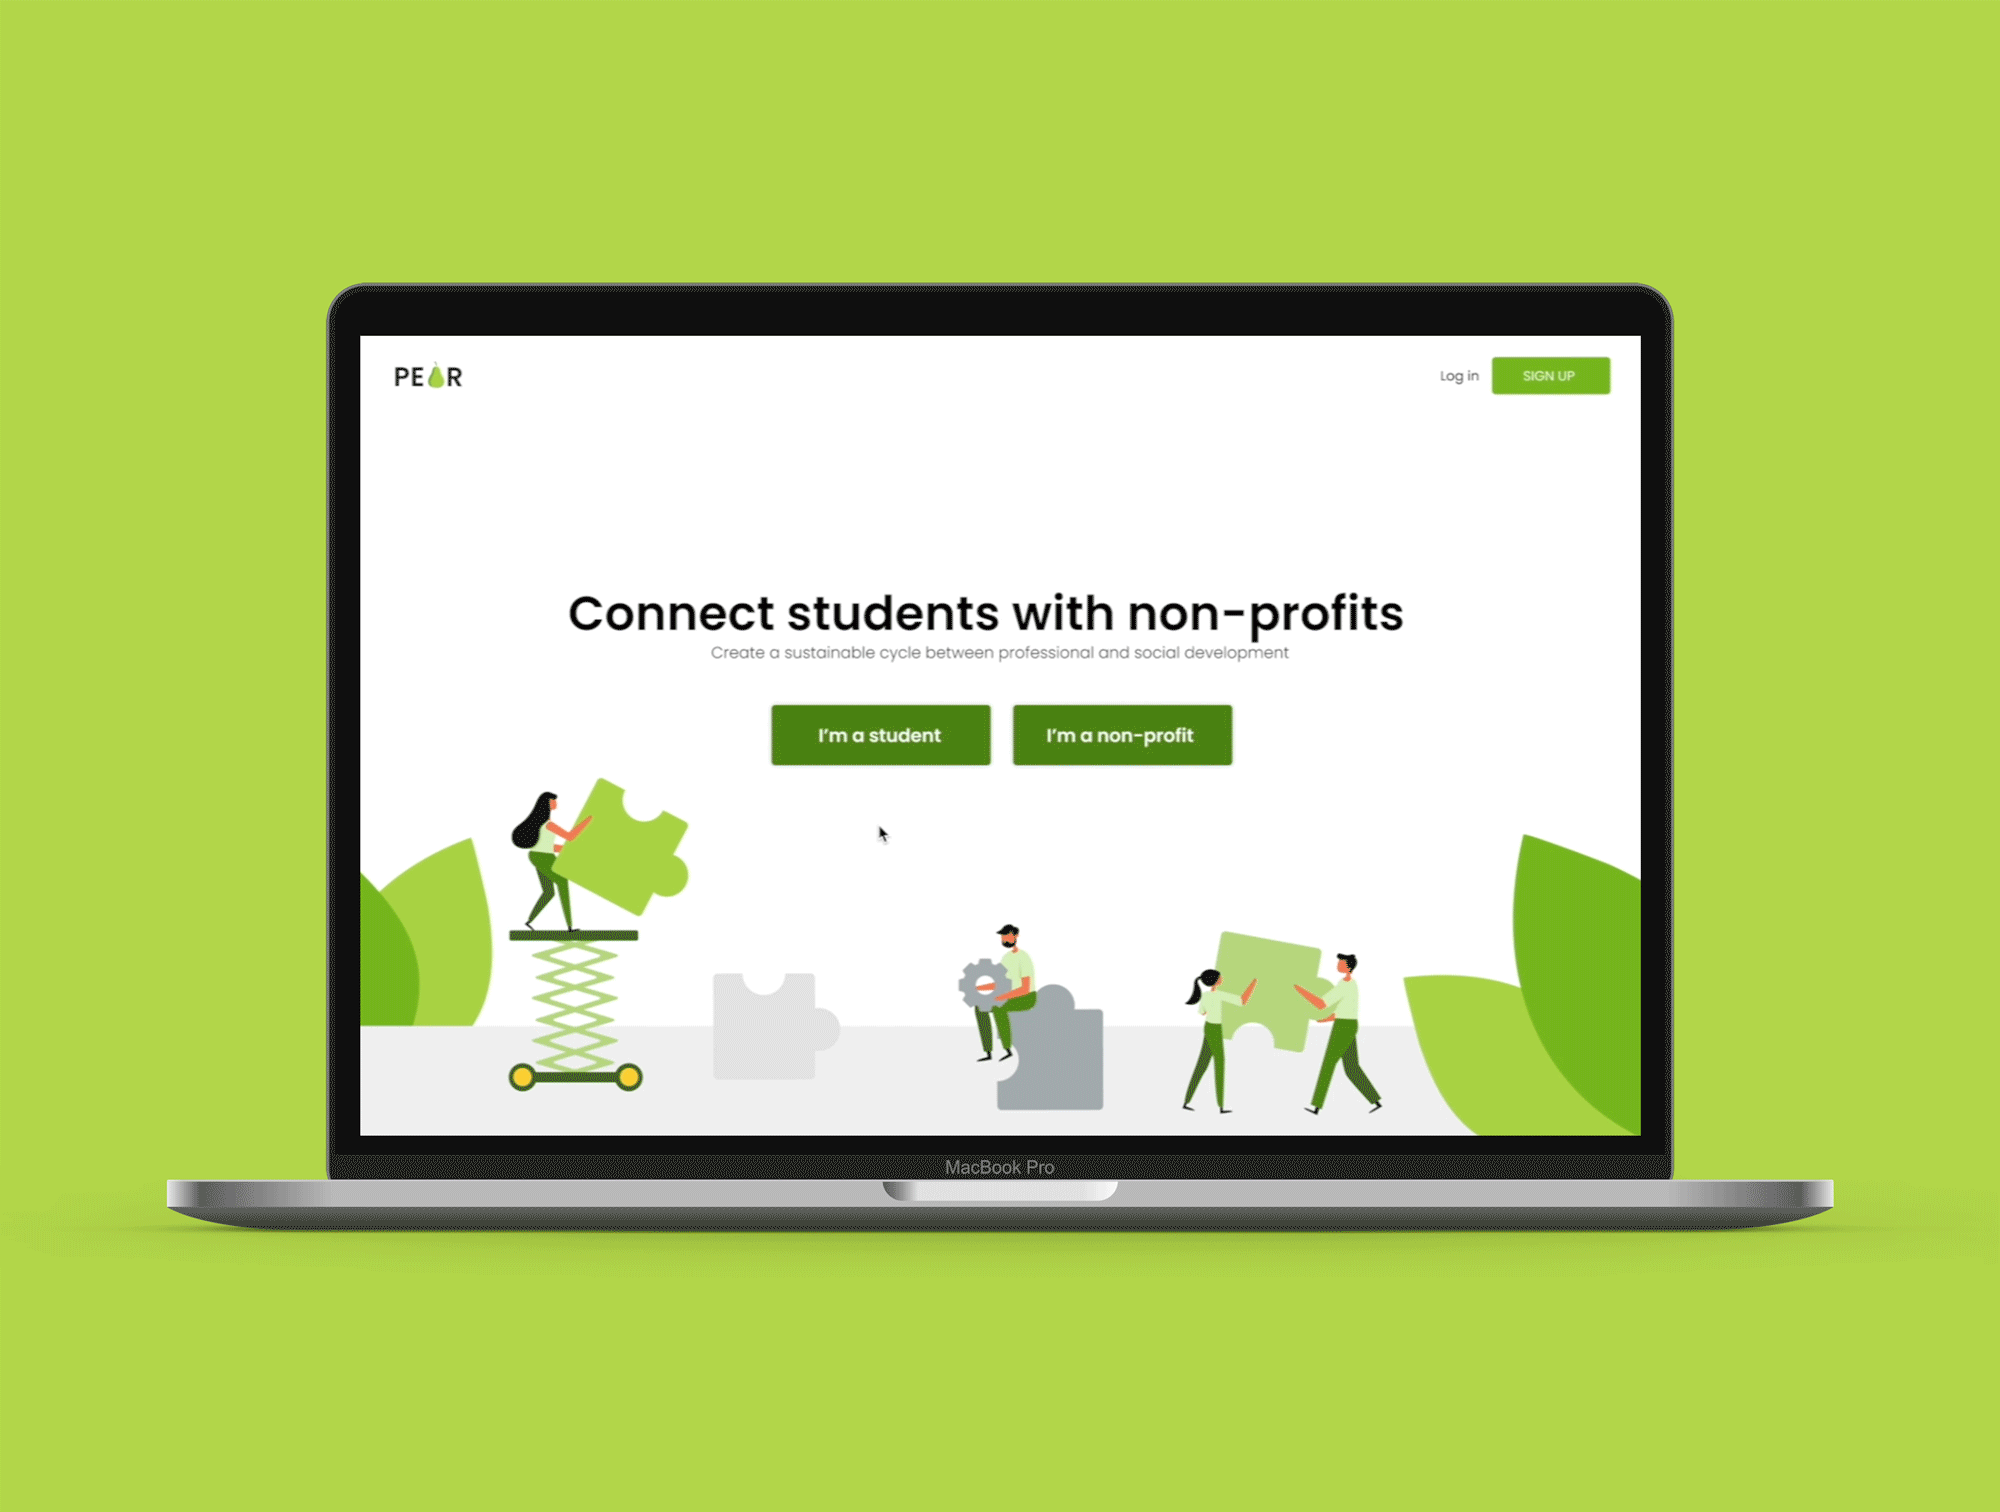 PEAR
Log in
SIGN UP
Connect students with non-profits
Create a sustainable cycle between professional and social development
I'm a student
I'm a non-profit
MacBook Pro